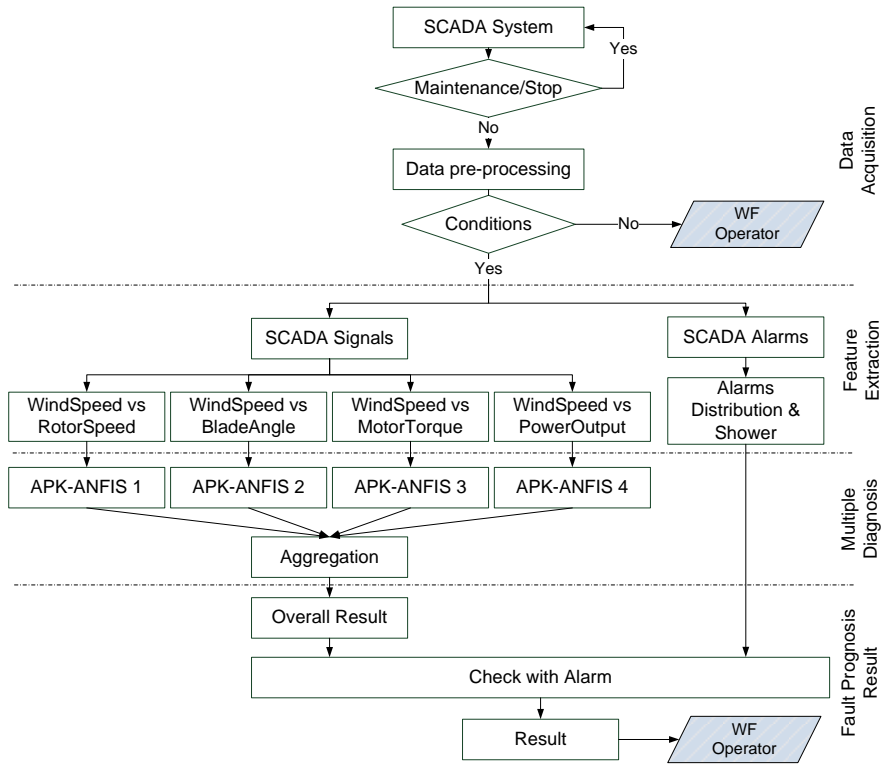 SCADA System
Yes
Maintenance/Stop
No
Data pre-processing
Data
Acquisition
Conditions
No
WF
Operator
Yes
SCADA Signals
SCADA Alarms
Feature
Extraction
WindSpeed vs
RotorSpeed
WindSpeed vs
BladeAngle
WindSpeed vs
MotorTorque
WindSpeed vs
PowerOutput
Alarms
Distribution &
Shower
APK-ANFIS 1
APK-ANFIS 2
APK-ANFIS 3
APK-ANFIS 4
Multiple
Diagnosis
Aggregation
Overall Result
Check with Alarm
Fault Prognosis
Result
Result
WF
Operator